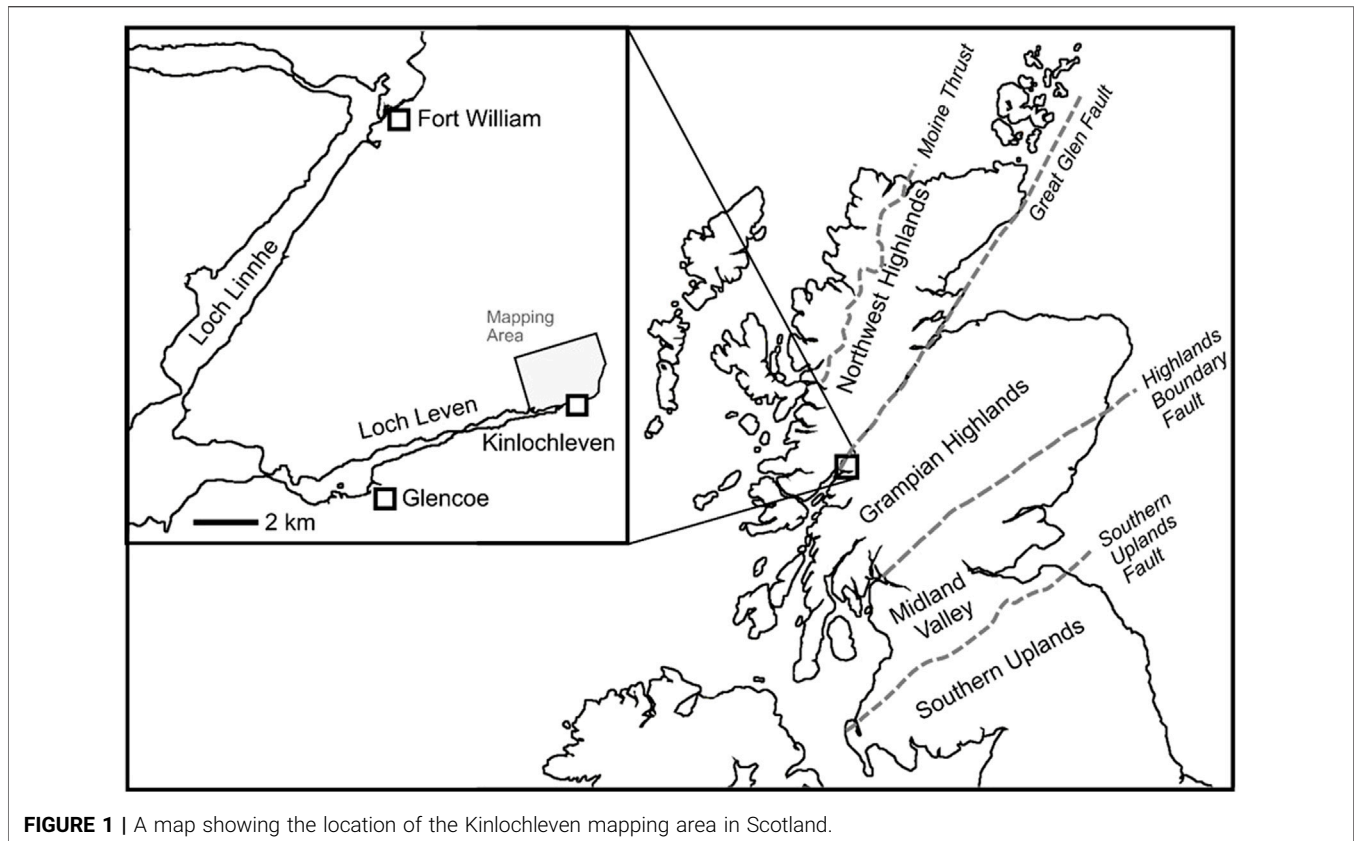 Fort William
Loch Linnhe
Mapping
Area
Loch Leven
Kinlochleven
Glencoe
2 km
Moine Thrust
Great Glen Fault
Northwest Highlands
Highlands
Boundary
Fault
Grampian Highlands
Southern
Uplands
Fault
Midland
Valley
Southern Uplands
FIGURE 1 | A map showing the location of the Kinlochleven mapping area in Scotland.